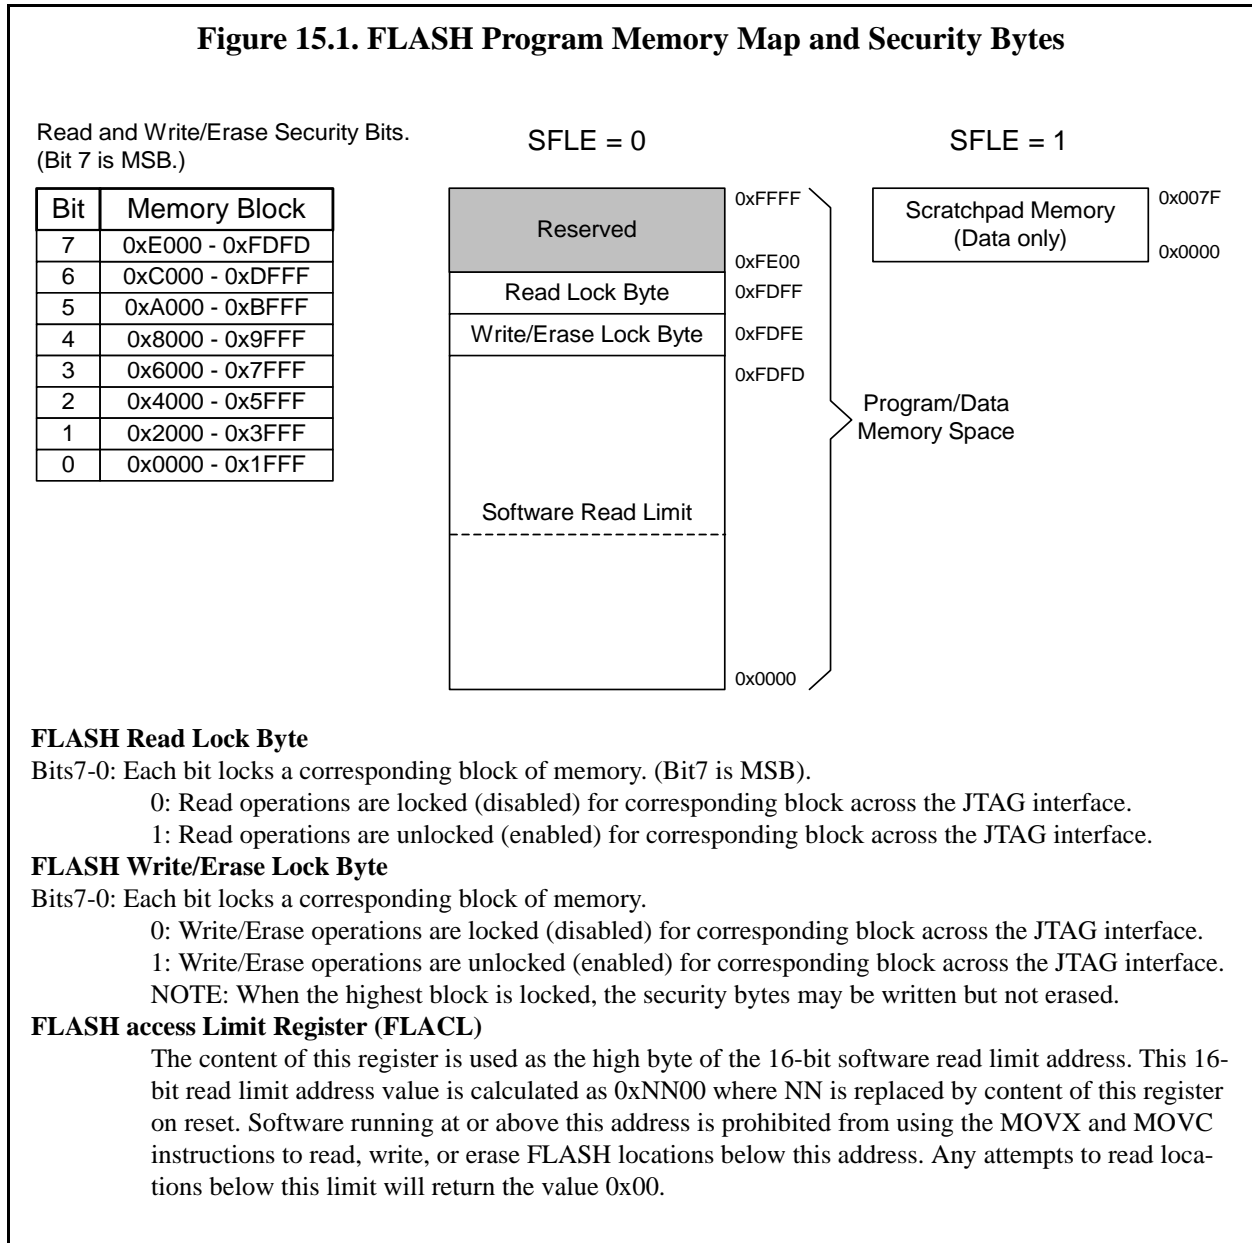 Figure 15.1. FLASH Program Memory Map and Security Bytes
Read and Write/Erase Security Bits.
(Bit 7 is MSB.)
Bit Memory Block
7 0xE000 - 0xFDFD
6 0xC000 - 0xDFFF
5 0xA000 - 0xBFFF
4 0x8000 - 0x9FFF
3 0x6000 - 0x7FFF
2 0x4000 - 0x5FFF
1 0x2000 - 0x3FFF
0 0x0000 - 0x1FFF
SFLE = 0
Reserved
0xFFFF
0xFE00
Read Lock Byte
0xFDFF
Write/Erase Lock Byte
0xFDFE
0xFDFD
Software Read Limit
0x0000
Program/Data
Memory Space
SFLE = 1
Scratchpad Memory
(Data only)
0x007F
0x0000
FLASH Read Lock Byte
Bits7-0: Each bit locks a corresponding block of memory. (Bit7 is MSB).
0: Read operations are locked (disabled) for corresponding block across the JTAG interface.
1: Read operations are unlocked (enabled) for corresponding block across the JTAG interface.
FLASH Write/Erase Lock Byte
Bits7-0: Each bit locks a corresponding block of memory.
0: Write/Erase operations are locked (disabled) for corresponding block across the JTAG interface.
1: Write/Erase operations are unlocked (enabled) for corresponding block across the JTAG interface.
NOTE: When the highest block is locked, the security bytes may be written but not erased.
FLASH access Limit Register (FLACL)
The content of this register is used as the high byte of the 16-bit software read limit address. This 16-
bit read limit address value is calculated as 0xNN00 where NN is replaced by content of this register
on reset. Software running at or above this address is prohibited from using the MOVX and MOVC
instructions to read, write, or erase FLASH locations below this address. Any attempts to read loca-
tions below this limit will return the value 0x00.